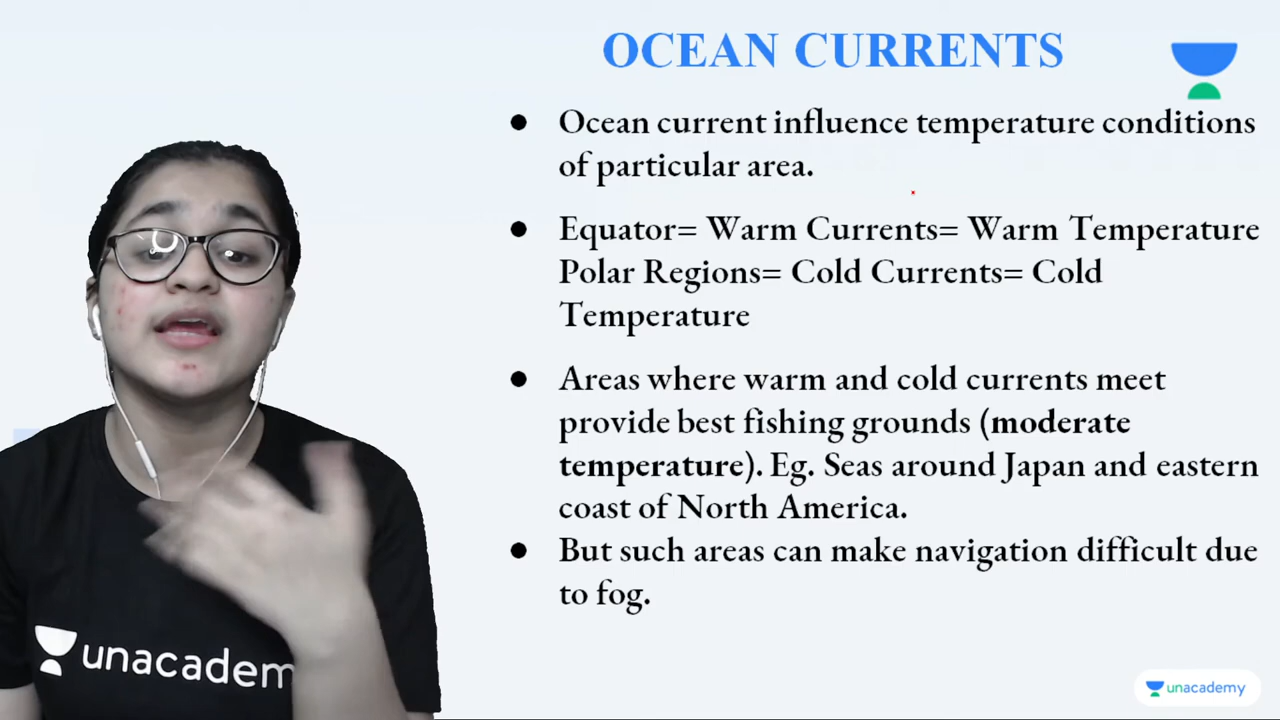 OCEAN CURRENTS
● Ocean current influence temperature conditions
of particular area.
● Equator= Warm Currents= Warm Temperature
Polar Regions= Cold Currents= Cold
Temperature
● Areas where warm and cold currents meet
provide best fishing grounds (moderate
temperature). Eg. Seas around Japan and eastern
coast of North America.
● But such areas can make navigation difficult due
to fog.
unacadem
unacademy